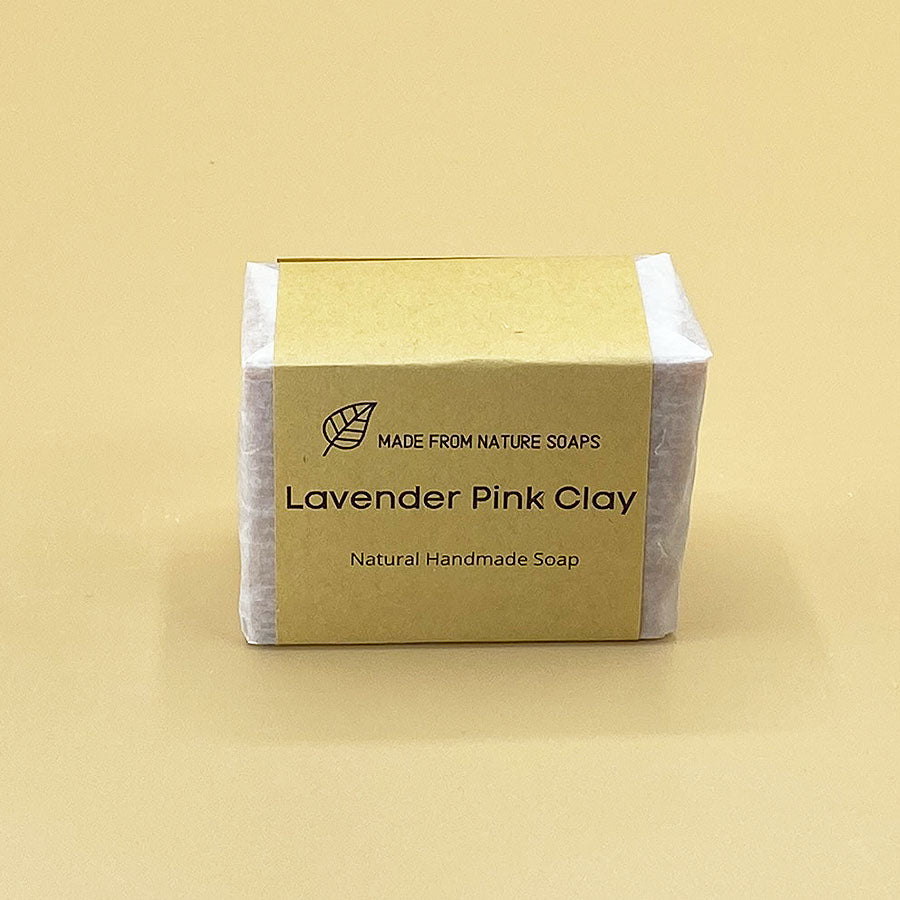 MADE FROM NATURE SOAPS
Lavender Pink Clay
Natural Handmade Soap